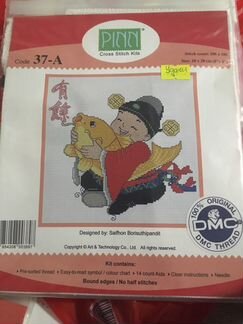 PINN
Cross Stitch Kits
Code 37-A
有餘
Designed by: Saiffhon Borisuthipandit
Copyright © Art & Technology Co., Ltd. All rights reserved.
100% ORIGINAL
DMC
DMC THREAD
Kit contains:
• Pre-sorted thread • Easy-to-read symbol / colour chart • 14 count Aida • Clear instructions • Needle
Bound edges / No half stitches